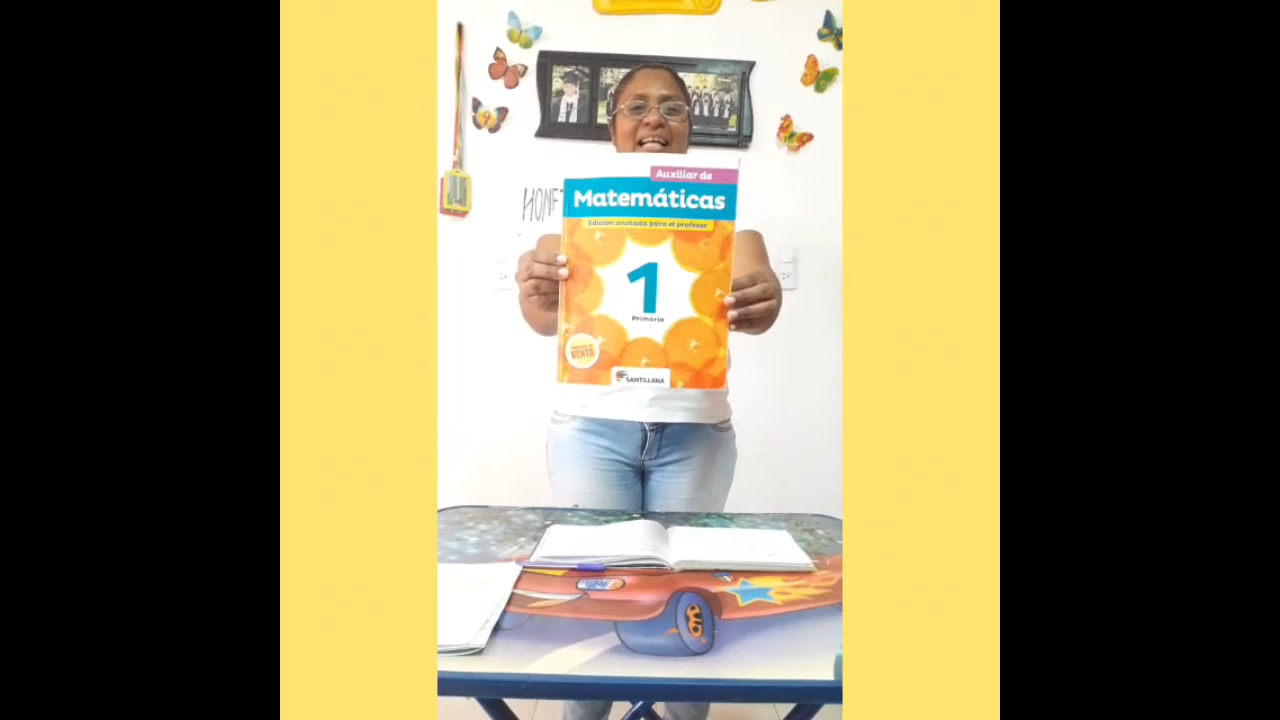 Auxiliar de
Matemáticas
Edición anotada para el profesor
1
Primaria
VENTA
SANTILLANA